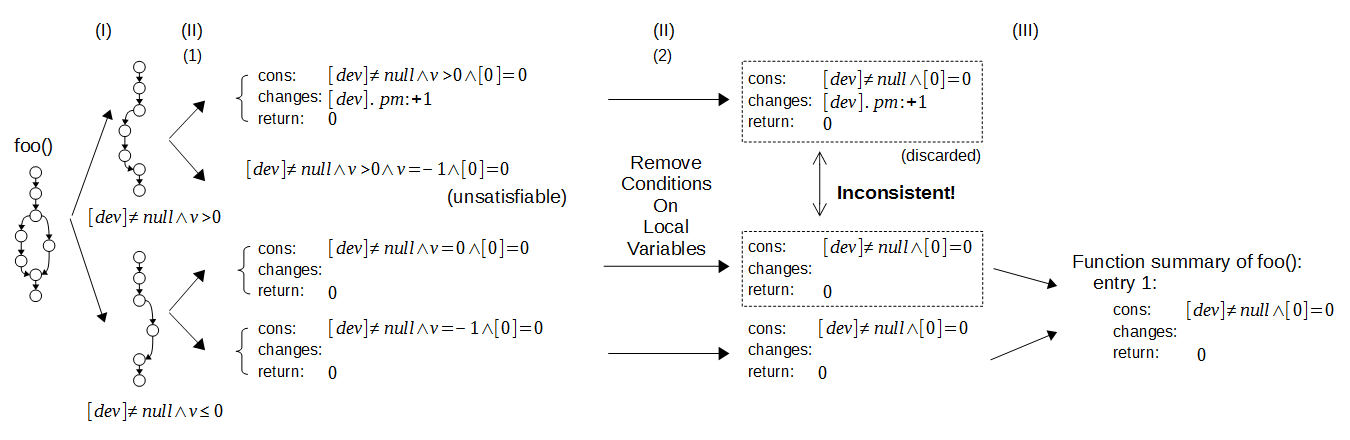 (I)
(II)
(1)
(II)
(2)
(III)
foo()
[dev]≠ null∧v>0
[dev]≠ null∧v≤ 0
cons: [dev]≠ null∧v>0∧[0]=0
changes: [dev]. pm:+1
return: 0
[dev]≠ null∧v>0∧v=−1∧[0]=0
(unsatisfiable)
cons: [dev]≠ null∧v=0∧[0]=0
changes:
return: 0
cons: [dev]≠ null∧v=−1∧[0]=0
changes:
return: 0
Remove
Conditions
On
Local
Variables
cons: [dev]≠ null∧[0]=0
changes: [dev]. pm:+1
return: 0
(discarded)
Inconsistent!
cons: [dev]≠ null∧[0]=0
changes:
return: 0
cons: [dev]≠ null∧[0]=0
changes:
return: 0
Function summary of foo():
entry 1:
cons: [dev]≠ null∧[0]=0
changes:
return: 0